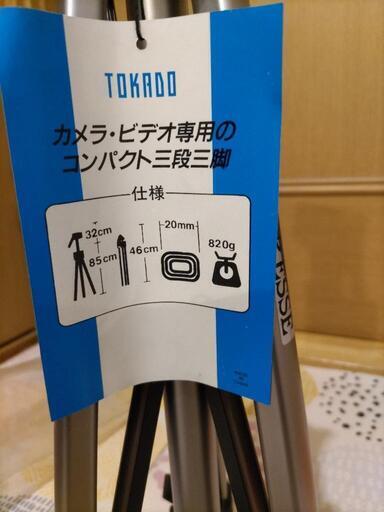 TOKADO
カメラ・ビデオ専用の
コンパクト三段三脚
仕様
32cm
85cm
46cm
20mm
820g
ESSE